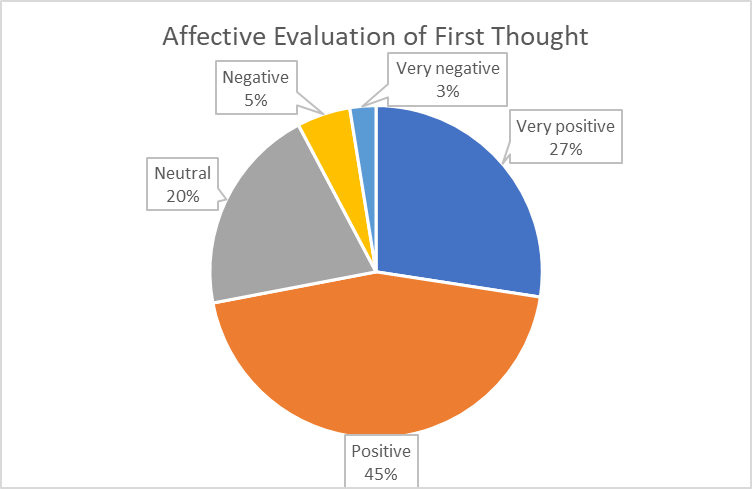 Affective Evaluation of First Thought
Very negative
3%
Negative
5%
Very positive
27%
Neutral
20%
Positive
45%